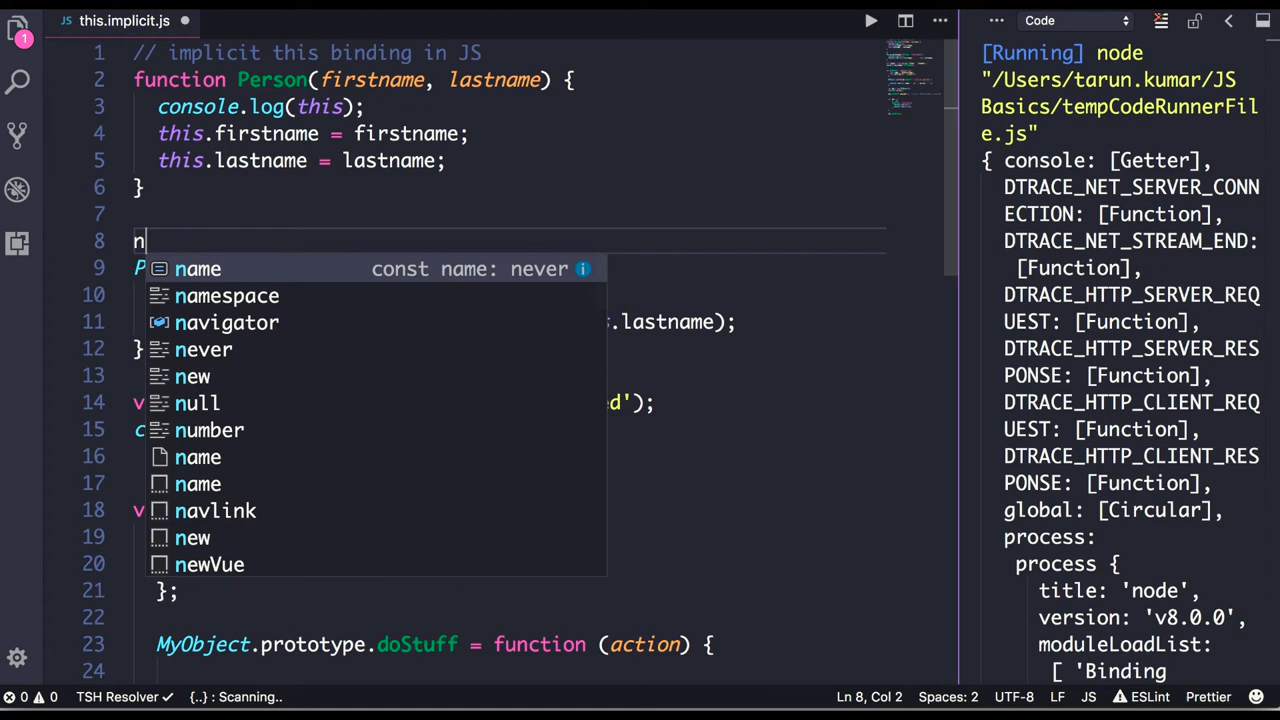 JS this.implicit.js
Code
1 // implicit this binding in JS
2 function Person(firstname, lastname) {
3 console.log(this);
4 this.firstname = firstname;
5 this.lastname = lastname;
6 }
7
8 n
9 P
name const name: never
10 namespace
11 navigator .lastname);
12 } never
13 new
14 v null ed');
15 c number
16 name
17 name
18 v navlink
19 new
20 newVue
21 };
22
23 MyObject.prototype.doStuff = function (action) {
24
1
[Running] node
"/Users/tarun.kumar/JS
Basics/tempCodeRunnerFil
e.js"
{ console: [Getter],
DTRACE_NET_SERVER_CONN
ECTION: [Function],
DTRACE_NET_STREAM_END:
[Function],
DTRACE_HTTP_SERVER_REQ
UEST: [Function],
DTRACE_HTTP_SERVER_RES
PONSE: [Function],
DTRACE_HTTP_CLIENT_REQ
UEST: [Function],
DTRACE_HTTP_CLIENT_RES
PONSE: [Function],
global: [Circular],
process:
process {
title: 'node',
version: 'v8.0.0',
moduleLoadList:
[ 'Binding
0 0 TSH Resolver {..} : Scanning.. Ln 8, Col 2 Spaces: 2 UTF-8 LF JS ESLint Prettier